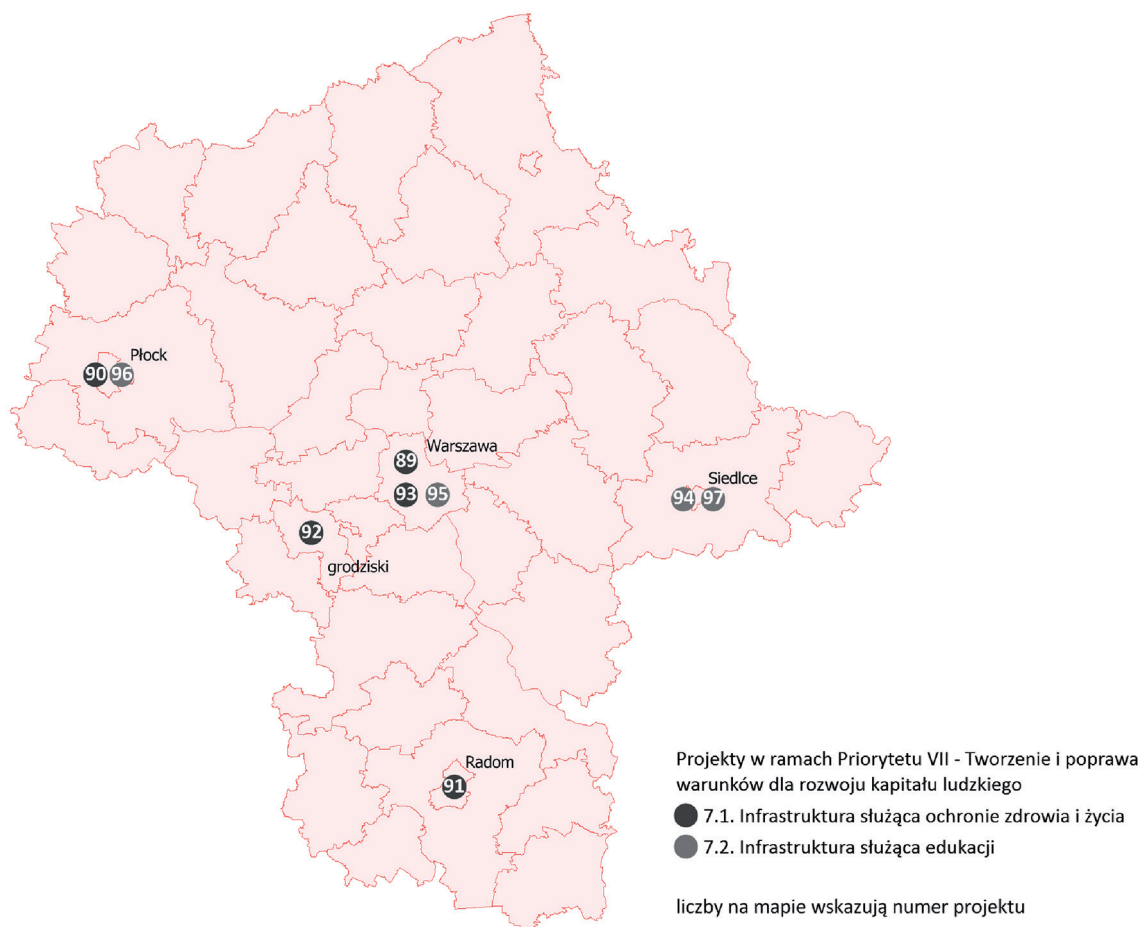 Płock
90 96
Warszawa
89
93 95
Siedlce
94 97
92
grodziski
Radom
91
Projekty w ramach Priorytetu VII - Tworzenie i poprawa
warunków dla rozwoju kapitału ludzkiego
7.1. Infrastruktura służąca ochronie zdrowia i życia
7.2. Infrastruktura służąca edukacji
liczby na mapie wskazują numer projektu